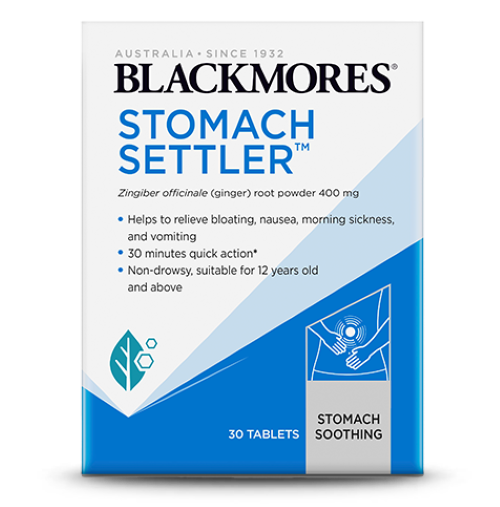 AUSTRALIA • SINCE 1932
BLACKMORES®
STOMACH
SETTLER™
Zingiber officinale (ginger) root powder 400 mg
• Helps to relieve bloating, nausea, morning sickness,
and vomiting
• 30 minutes quick action*
• Non-drowsy, suitable for 12 years old
and above
30 TABLETS
STOMACH
SOOTHING